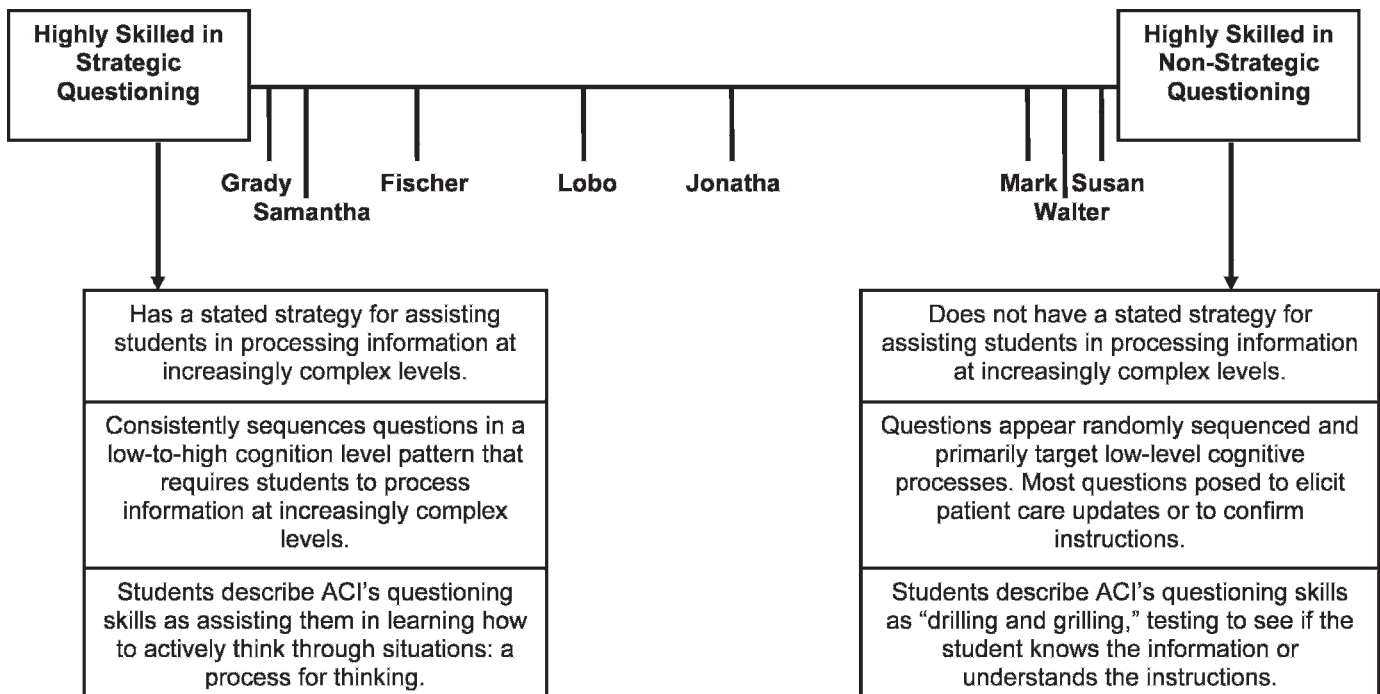 Highly Skilled in
Strategic
Questioning
Highly Skilled in
Non-Strategic
Questioning
Grady
Samantha
Fischer
Lobo
Jonatha
Mark
Walter
Susan
Has a stated strategy for assisting
students in processing information at
increasingly complex levels.
Consistently sequences questions in a
low-to-high cognition level pattern that
requires students to process
information at increasingly complex
levels.
Students describe ACI's questioning
skills as assisting them in learning how
to actively think through situations: a
process for thinking.
Does not have a stated strategy for
assisting students in processing information
at increasingly complex levels.
Questions appear randomly sequenced and
primarily target low-level cognitive
processes. Most questions posed to elicit
patient care updates or to confirm
instructions.
Students describe ACI's questioning skills
as “drilling and grilling,” testing to see if the
student knows the information or
understands the instructions.